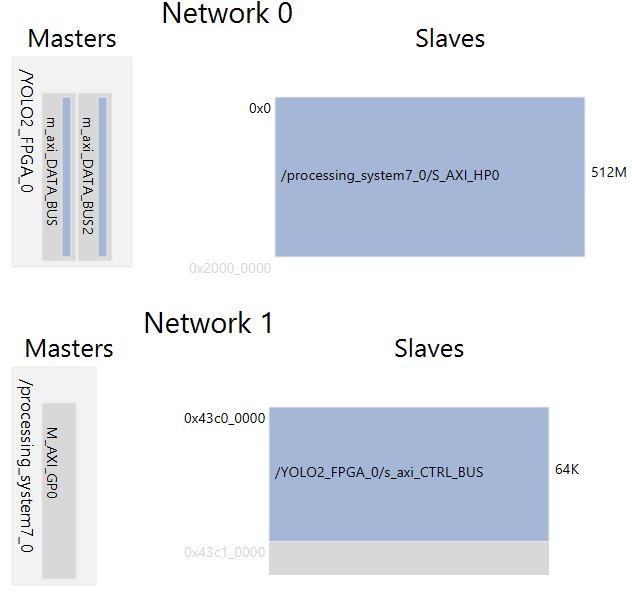 Network 0
Masters
Slaves
/YOLO2_FPGA_0
m_axi_DATA_BUS
m_axi_DATA_BUS2
0x0
/processing_system7_0/S_AXI_HP0
512M
0x2000_0000
Network 1
Masters
Slaves
/processing_system7_0
M_AXI_GP0
0x43c0_0000
/YOLO2_FPGA_0/s_axi_CTRL_BUS
64K
0x43c1_0000